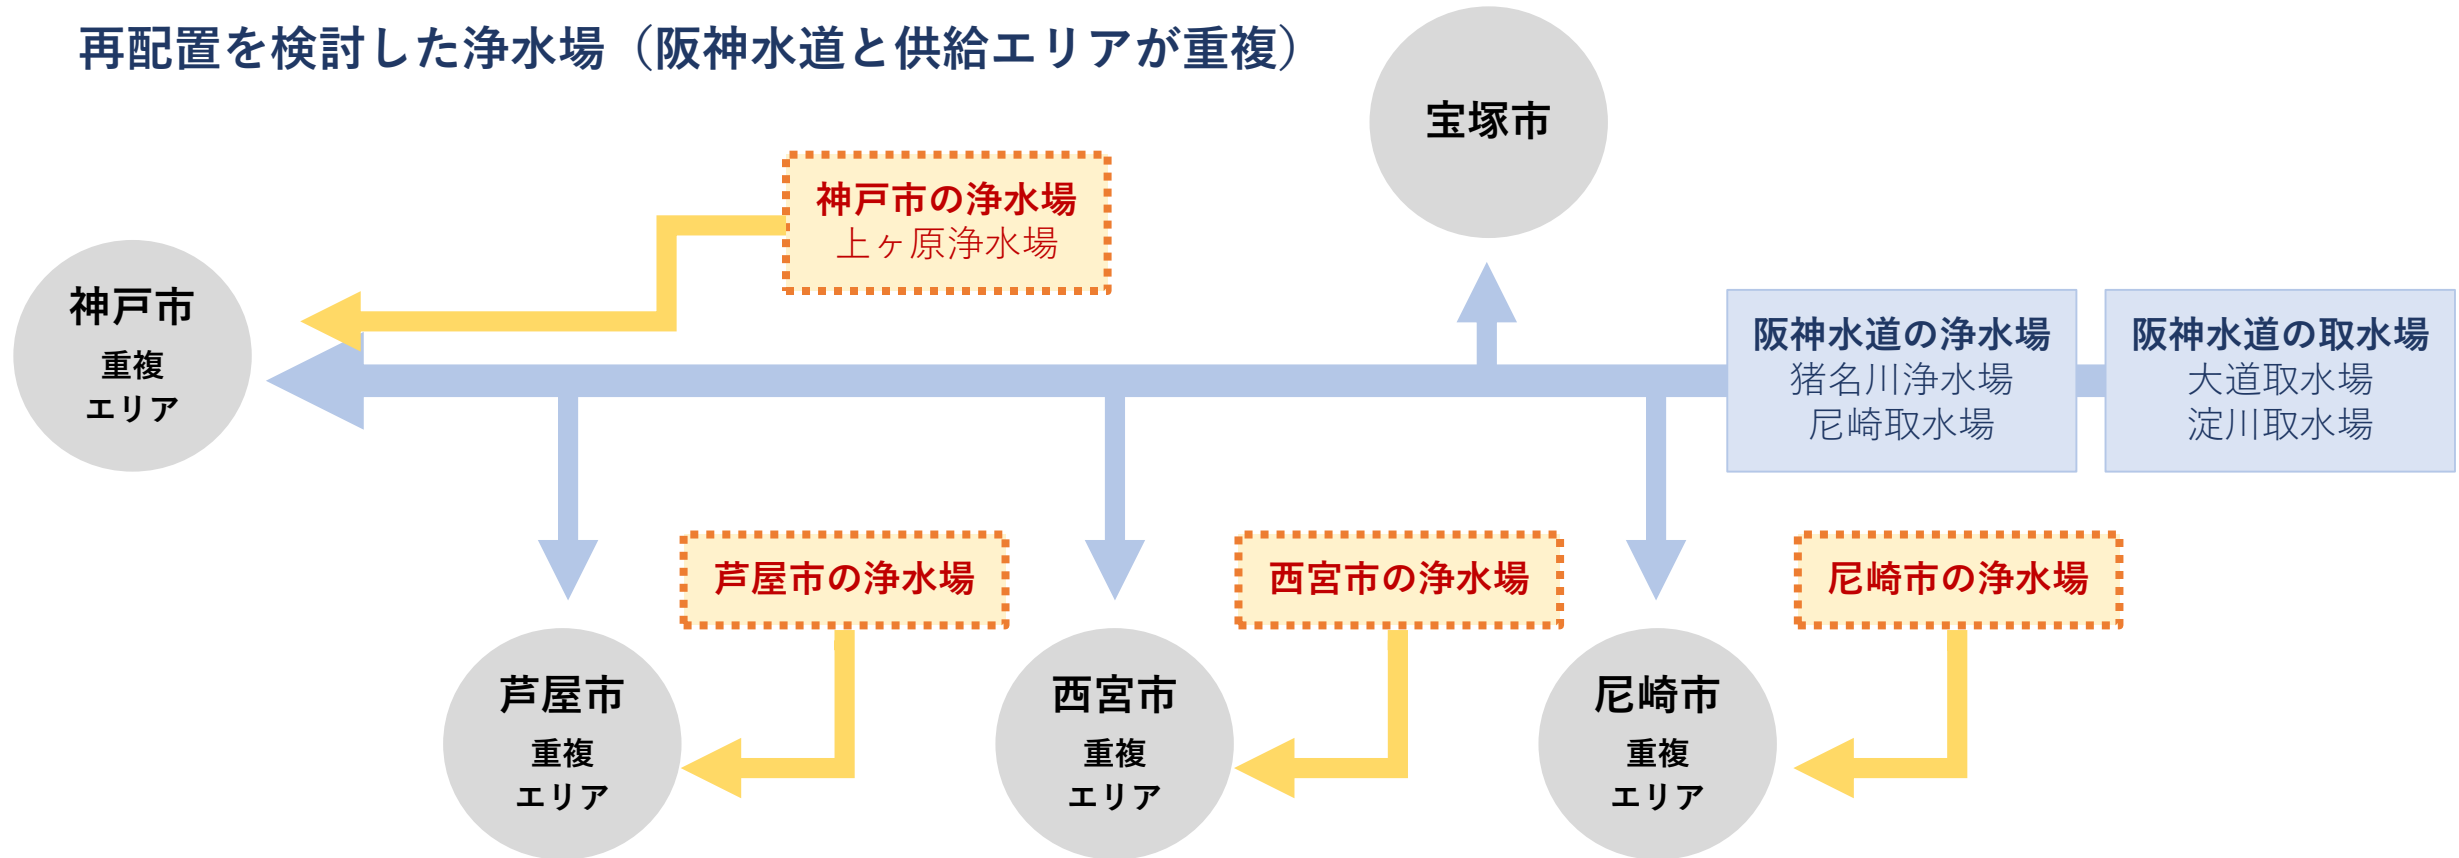 再配置を検討した浄水場（阪神水道と供給エリアが重複）
宝塚市
神戸市の浄水場
上ヶ原浄水場
神戸市
重複
エリア
阪神水道の浄水場
猪名川浄水場
尼崎取水場
阪神水道の取水場
大道取水場
淀川取水場
芦屋市の浄水場
西宮市の浄水場
尼崎市の浄水場
芦屋市
重複
エリア
西宮市
重複
エリア
尼崎市
重複
エリア